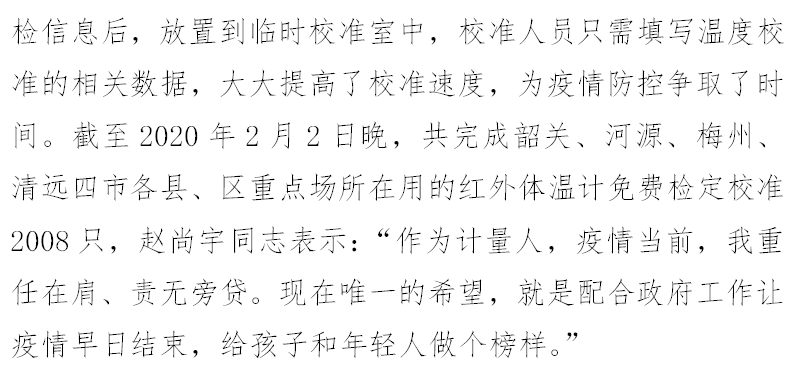 检信息后，放置到临时校准室中，校准人员只需填写温度校
准的相关数据，大大提高了校准速度，为疫情防控争取了时
间。截至 2020 年 2 月 2 日晚，共完成韶关、河源、梅州、
清远四市各县、区重点场所在用的红外体温计免费检定校准
2008 只，赵尚宇同志表示：“作为计量人，疫情当前，我重
任在肩、责无旁贷。现在唯一的希望，就是配合政府工作让
疫情早日结束，给孩子和年轻人做个榜样。”